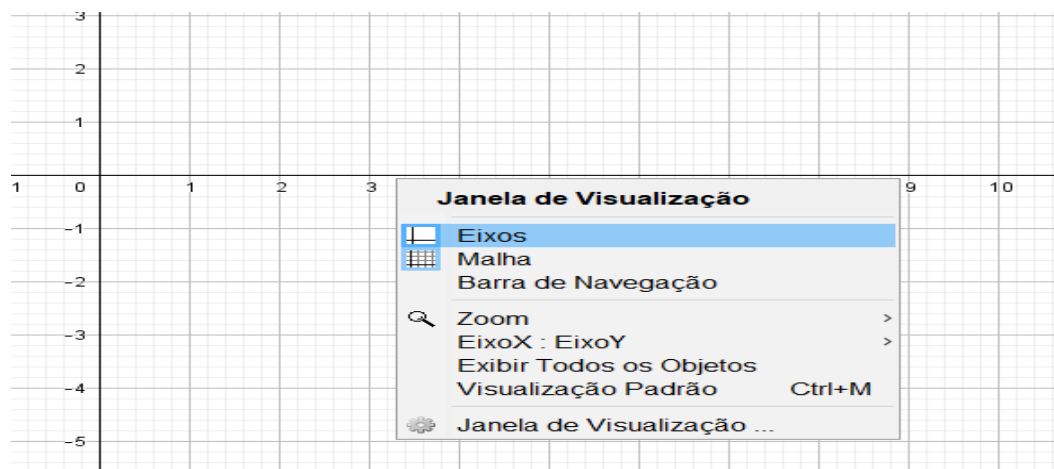 3
2
1
1 0 1 2 3 9 10
Janela de Visualização
-1
Eixos
Malha
-2
Barra de Navegação
Zoom >
-3
EixoX : EixoY >
Exibir Todos os Objetos
-4
Visualização Padrão Ctrl+M
Janela de Visualização ...
-5